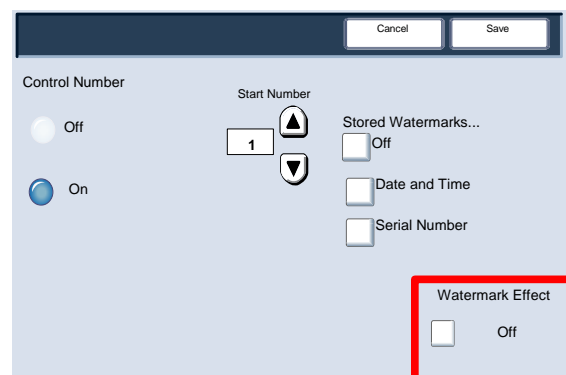 Cancel
Save
Control Number
Off
On
Start Number
1
Stored Watermarks...
Off
Date and Time
Serial Number
Watermark Effect
Off